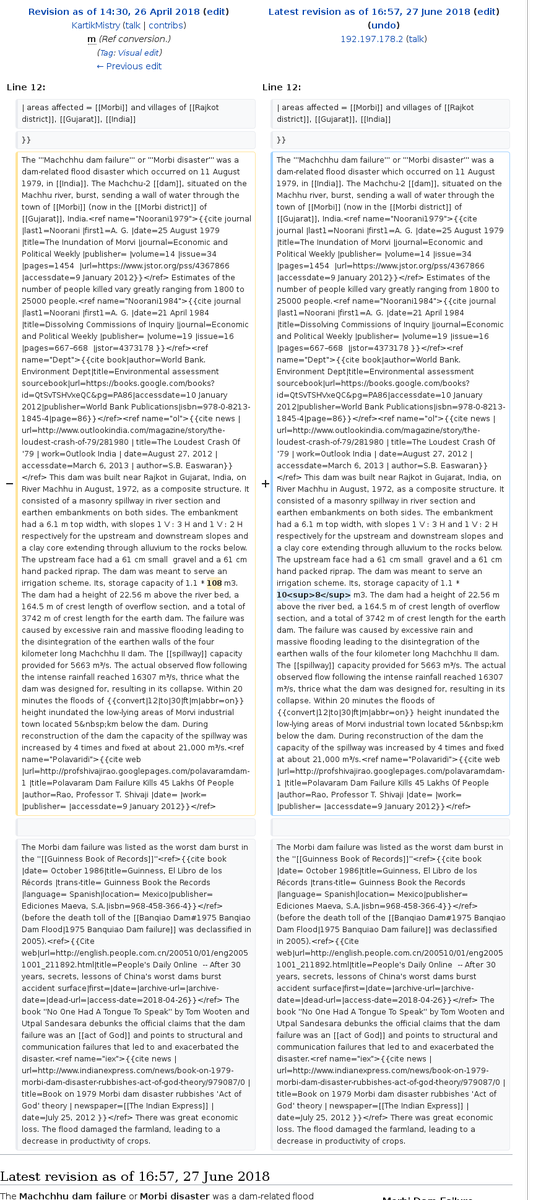 Revision as of 14:30, 26 April 2018 (edit)
KartikMistry (talk | contribs)
m (Ref conversion.)
(Tag: Visual edit)
← Previous edit
Latest revision as of 16:57, 27 June 2018 (edit)
(undo)
192.197.178.2 (talk)
Line 12:
| areas affected = [[Morbi]] and villages of [[Rajkot
district]], [[Gujarat]], [[India]]
}}
−
The '''Machchhu dam failure''' or '''Morbi disaster''' was a
dam-related flood disaster which occurred on 11 August
1979, in [[India]]. The Machchu-2 [[dam]], situated on the
Machhu river, burst, sending a wall of water through the
town of [[Morbi]] (now in the [[Morbi district]] of
[[Gujarat]], India.<ref name="Noorani1979">{{cite journal
|last1=Noorani |first1=A. G. |date=25 August 1979
|title=The Inundation of Morvi |journal=Economic and
Political Weekly |publisher= |volume=14 |issue=34
|pages=1454  |url=https://www.jstor.org/pss/4367866
|accessdate=9 January 2012}}</ref> Estimates of the
number of people killed vary greatly ranging from 1800 to
25000 people.<ref name="Noorani1984">{{cite journal
|last1=Noorani |first1=A. G. |date=21 April 1984
|title=Dissolving Commissions of Inquiry |journal=Economic
and Political Weekly |publisher= |volume=19 |issue=16
|pages=667-668  |jstor=4373178 }}</ref><ref
name="Dept">{{cite book|author=World Bank.
Environment Dept|title=Environmental assessment
sourcebook|url=https://books.google.com/books?
id=QtSvTSHVxeQC&pg=PA86|accessdate=10 January
2012|publisher=World Bank Publications|isbn=978-0-8213-
1845-4|page=86}}</ref><ref name="ol">{{cite news |
url=http://www.outlookindia.com/magazine/story/the-
loudest-crash-of-79/281980 | title=The Loudest Crash Of
'79 | work=Outlook India | date=August 27, 2012 |
accessdate=March 6, 2013 | author=S.B. Easwaran}}
</ref> This dam was built near Rajkot in Gujarat, India, on
River Machhu in August, 1972, as a composite structure. It
consisted of a masonry spillway in river section and
earthen embankments on both sides. The embankment
had a 6.1 m top width, with slopes 1 V : 3 H and 1 V : 2 H
respectively for the upstream and downstream slopes and
a clay core extending through alluvium to the rocks below.
The upstream face had a 61 cm small  gravel and a 61 cm
hand packed riprap. The dam was meant to serve an
irrigation scheme. Its, storage capacity of 1.1 * 108 m3.
The dam had a height of 22.56 m above the river bed, a
164.5 m of crest length of overflow section, and a total of
3742 m of crest length for the earth dam. The failure was
caused by excessive rain and massive flooding leading to
the disintegration of the earthen walls of the four
kilometer long Machchhu II dam. The [[spillway]] capacity
provided for 5663 m³/s. The actual observed flow following
the intense rainfall reached 16307 m³/s, thrice what the
dam was designed for, resulting in its collapse. Within 20
minutes the floods of {{convert|12|to|30|ft|m|abbr=on}}
height inundated the low-lying areas of Morvi industrial
town located 5&nbsp;km below the dam. During
reconstruction of the dam the capacity of the spillway was
increased by 4 times and fixed at about 21,000 m³/s.<ref
name="Polavaridi">{{cite web
|url=http://profshivajirao.googlepages.com/polavaramdam-
1 |title=Polavaram Dam Failure Kills 45 Lakhs Of People
|author=Rao, Professor T. Shivaji |date= |work=
|publisher= |accessdate=9 January 2012}}</ref>
The Morbi dam failure was listed as the worst dam burst in
the ''[[Guinness Book of Records]]''<ref>{{cite book
|date= October 1986|title=Guinness, El Libro de los
Récords |trans-title= Guinness Book the Records
|language= Spanish|location= Mexico|publisher=
Ediciones Maeva, S.A.|isbn=968-458-366-4}}</ref>
(before the death toll of the [[Banqiao Dam#1975 Banqiao
Dam Flood|1975 Banquiao Dam failure]] was declassified in
2005).<ref>{{Cite
web|url=http://english.people.com.cn/200510/01/eng2005
1001_211892.html|title=People's Daily Online  -- After 30
years, secrets, lessons of China's worst dams burst
accident surface|first=|date=|archive-url=|archive-
date=|dead-url=|access-date=2018-04-26}}</ref> The
book "No One Had A Tongue To Speak" by Tom Wooten and
Utpal Sandesara debunks the official claims that the dam
failure was an [[act of God]] and points to structural and
communication failures that led to and exacerbated the
disaster.<ref name="iex">{{cite news |
url=http://www.indianexpress.com/news/book-on-1979-
morbi-dam-disaster-rubbishes-act-of-god-theory/979087/0 |
title=Book on 1979 Morbi dam disaster rubbishes 'Act of
God' theory | newspaper=[[The Indian Express]] |
date=July 25, 2012 }}</ref> There was great economic
loss. The flood damaged the farmland, leading to a
decrease in productivity of crops.
Line 12:
| areas affected = [[Morbi]] and villages of [[Rajkot
district]], [[Gujarat]], [[India]]
}}
+
The '''Machchhu dam failure''' or '''Morbi disaster''' was a
dam-related flood disaster which occurred on 11 August
1979, in [[India]]. The Machchu-2 [[dam]], situated on the
Machhu river, burst, sending a wall of water through the
town of [[Morbi]] (now in the [[Morbi district]] of
[[Gujarat]], India.<ref name="Noorani1979">{{cite journal
|last1=Noorani |first1=A. G. |date=25 August 1979
|title=The Inundation of Morvi |journal=Economic and
Political Weekly |publisher= |volume=14 |issue=34
|pages=1454  |url=https://www.jstor.org/pss/4367866
|accessdate=9 January 2012}}</ref> Estimates of the
number of people killed vary greatly ranging from 1800 to
25000 people.<ref name="Noorani1984">{{cite journal
|last1=Noorani |first1=A. G. |date=21 April 1984
|title=Dissolving Commissions of Inquiry |journal=Economic
and Political Weekly |publisher= |volume=19 |issue=16
|pages=667-668  |jstor=4373178 }}</ref><ref
name="Dept">{{cite book|author=World Bank.
Environment Dept|title=Environmental assessment
sourcebook|url=https://books.google.com/books?
id=QtSvTSHVxeQC&pg=PA86|accessdate=10 January
2012|publisher=World Bank Publications|isbn=978-0-8213-
1845-4|page=86}}</ref><ref name="ol">{{cite news |
url=http://www.outlookindia.com/magazine/story/the-
loudest-crash-of-79/281980 | title=The Loudest Crash Of
'79 | work=Outlook India | date=August 27, 2012 |
accessdate=March 6, 2013 | author=S.B. Easwaran}}
</ref> This dam was built near Rajkot in Gujarat, India, on
River Machhu in August, 1972, as a composite structure. It
consisted of a masonry spillway in river section and
earthen embankments on both sides. The embankment
had a 6.1 m top width, with slopes 1 V : 3 H and 1 V : 2 H
respectively for the upstream and downstream slopes and
a clay core extending through alluvium to the rocks below.
The upstream face had a 61 cm small  gravel and a 61 cm
hand packed riprap. The dam was meant to serve an
irrigation scheme. Its, storage capacity of 1.1 *
10<sup>8</sup> m3. The dam had a height of 22.56 m
above the river bed, a 164.5 m of crest length of
overflow section, and a total of 3742 m of crest length
for the earth dam. The failure was caused by excessive rain and
massive flooding leading to the disintegration of the
earthen walls of the four kilometer long Machchhu II dam.
The [[spillway]] capacity provided for 5663 m³/s. The actual
observed flow following the intense rainfall reached 16307
m³/s, thrice what the dam was designed for, resulting in its
collapse. Within 20 minutes the floods of
{{convert|12|to|30|ft|m|abbr=on}}
height inundated the low-lying areas of Morvi industrial
town located 5&nbsp;km below the dam. During
reconstruction of the dam the capacity of the spillway was
increased by 4 times and fixed at about 21,000 m³/s.<ref
name="Polavaridi">{{cite web
|url=http://profshivajirao.googlepages.com/polavaramdam-
1 |title=Polavaram Dam Failure Kills 45 Lakhs Of People
|author=Rao, Professor T. Shivaji |date= |work=
|publisher= |accessdate=9 January 2012}}</ref>
The Morbi dam failure was listed as the worst dam burst in
the ''[[Guinness Book of Records]]''<ref>{{cite book
|date= October 1986|title=Guinness, El Libro de los
Récords |trans-title= Guinness Book the Records
|language= Spanish|location= Mexico|publisher=
Ediciones Maeva, S.A.|isbn=968-458-366-4}}</ref>
(before the death toll of the [[Banqiao Dam#1975 Banqiao
Dam Flood|1975 Banquiao Dam failure]] was declassified in
2005).<ref>{{Cite
web|url=http://english.people.com.cn/200510/01/eng2005
1001_211892.html|title=People's Daily Online  -- After 30
years, secrets, lessons of China's worst dams burst
accident surface|first=|date=|archive-url=|archive-
date=|dead-url=|access-date=2018-04-26}}</ref> The
book "No One Had A Tongue To Speak" by Tom Wooten and
Utpal Sandesara debunks the official claims that the dam
failure was an [[act of God]] and points to structural and
communication failures that led to and exacerbated the
disaster.<ref name="iex">{{cite news |
url=http://www.indianexpress.com/news/book-on-1979-
morbi-dam-disaster-rubbishes-act-of-god-theory/979087/0 |
title=Book on 1979 Morbi dam disaster rubbishes 'Act of
God' theory | newspaper=[[The Indian Express]] |
date=July 25, 2012 }}</ref> There was great economic
loss. The flood damaged the farmland, leading to a
decrease in productivity of crops.
Latest revision as of 16:57, 27 June 2018
The Machchhu dam failure or Morbi disaster was a dam-related flood
Morbi Dam Failure